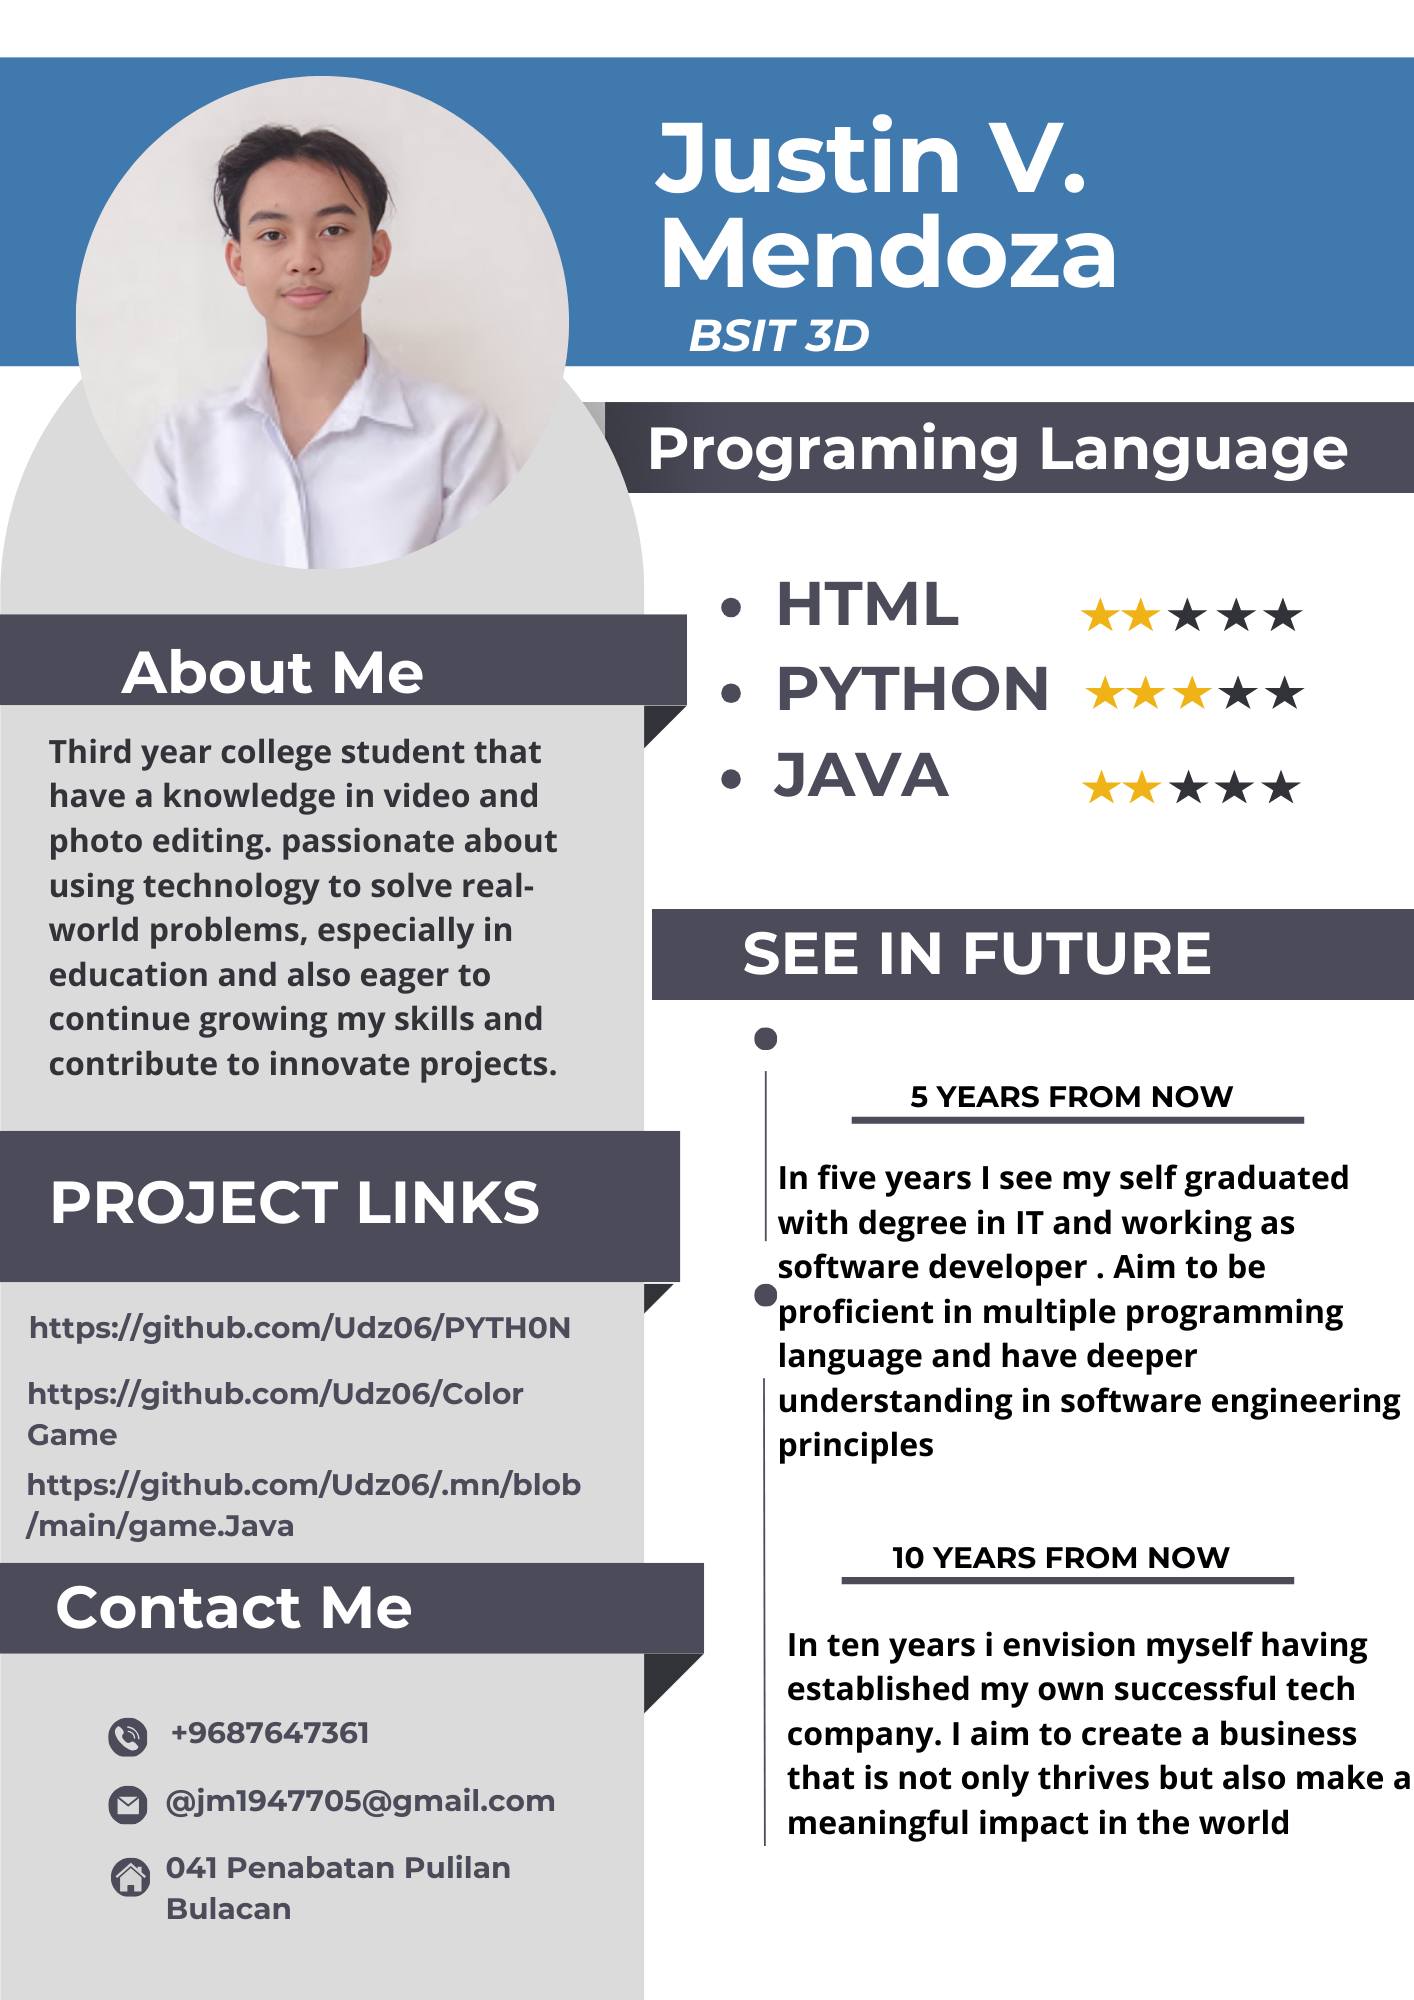 Justin V.
Mendoza
BSIT 3D
Programing Language
HTML
PYTHON
JAVA
About Me
Third year college student that
have a knowledge in video and
photo editing. passionate about
using technology to solve real-
world problems, especially in
education and also eager to
continue growing my skills and
contribute to innovate projects.
PROJECT LINKS
https://github.com/Udz06/PYTH0N
https://github.com/Udz06/Color
Game
https://github.com/Udz06/.mn/blob
/main/game.Java
Contact Me
+9687647361
@jm1947705@gmail.com
041 Penabatan Pulilan
Bulacan
SEE IN FUTURE
5 YEARS FROM NOW
In five years I see my self graduated
with degree in IT and working as
software developer . Aim to be
proficient in multiple programming
language and have deeper
understanding in software engineering
principles
10 YEARS FROM NOW
In ten years i envision myself having
established my own successful tech
company. I aim to create a business
that is not only thrives but also make a
meaningful impact in the world